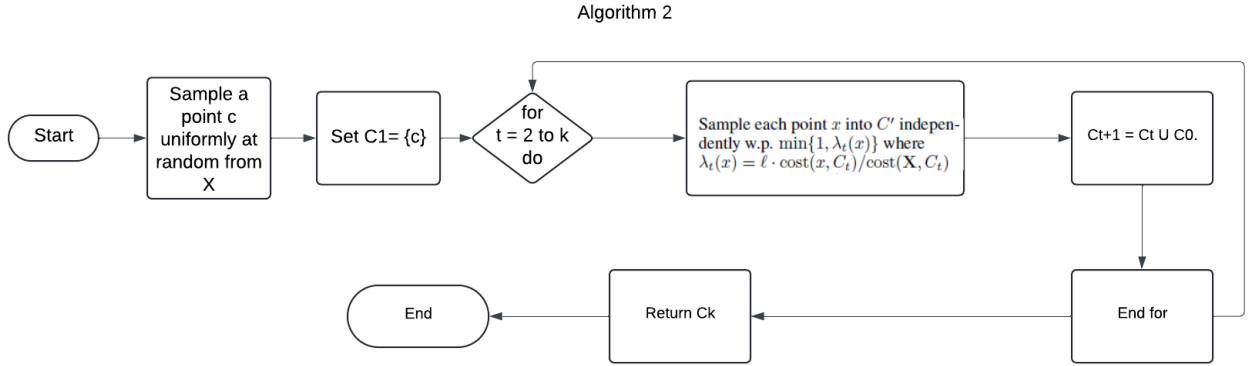 Algorithm 2
Start
Sample a
point c
uniformly at
random from
X
Set C1= {c}
for
t = 2 to k
do
Sample each point x into C′ indepen-
dently w.p. min{1, λₜ(x)} where
λₜ(x) = ℓ · cost(x, Cₜ)/cost(X, Cₜ)
Ct+1 = Ct U C0.
End for
Return Ck
End